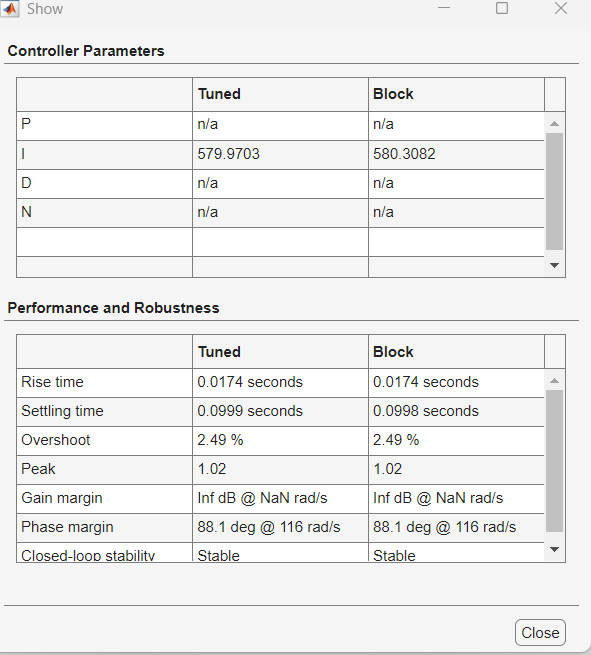 Show
Controller Parameters
Tuned Block
P n/a n/a
I 579.9703 580.3082
D n/a n/a
N n/a n/a
Performance and Robustness
Tuned Block
Rise time 0.0174 seconds 0.0174 seconds
Settling time 0.0999 seconds 0.0998 seconds
Overshoot 2.49 % 2.49 %
Peak 1.02 1.02
Gain margin Inf dB @ NaN rad/s Inf dB @ NaN rad/s
Phase margin 88.1 deg @ 116 rad/s 88.1 deg @ 116 rad/s
Closed-loop stability Stable Stable
Close